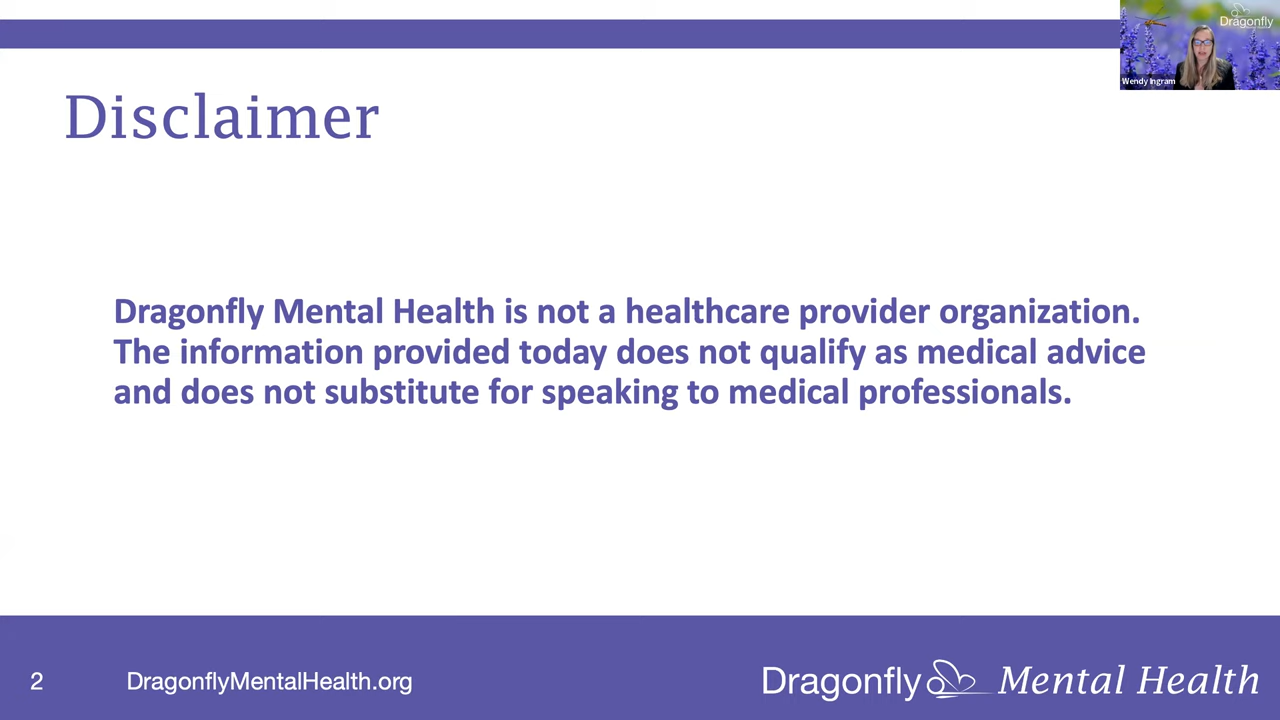 Dragonfly
Wendy Ingram
Disclaimer
Dragonfly Mental Health is not a healthcare provider organization.
The information provided today does not qualify as medical advice
and does not substitute for speaking to medical professionals.
2
DragonflyMentalHealth.org
Dragonfly Mental Health